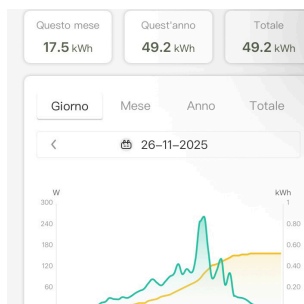 Questo mese Quest'anno Totale
17.5 kWh 49.2 kWh 49.2 kWh
Giorno Mese Anno Totale
26-11-2025
W kWh
300 1
240 0.80
180 0.60
120 0.40
60 0.20